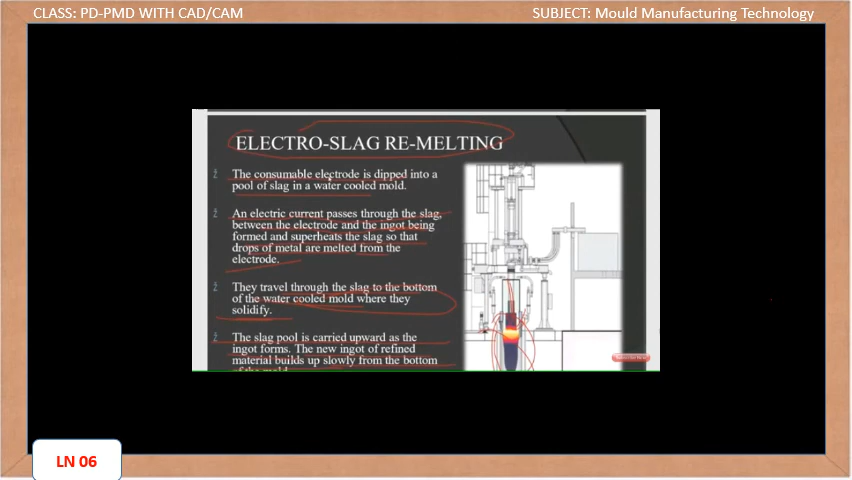 CLASS: PD-PMD WITH CAD/CAM
SUBJECT: Mould Manufacturing Technology
ELECTRO-SLAG RE-MELTING
The consumable electrode is dipped into a
pool of slag in a water cooled mold.
An electric current passes through the slag,
between the electrode and the ingot being
formed and superheats the slag so that
drops of metal are melted from the
electrode.
They travel through the slag to the bottom
of the water cooled mold where they
solidify.
The slag pool is carried upward as the
ingot forms. The new ingot of refined
material builds up slowly from the bottom
of the mold
LN 06